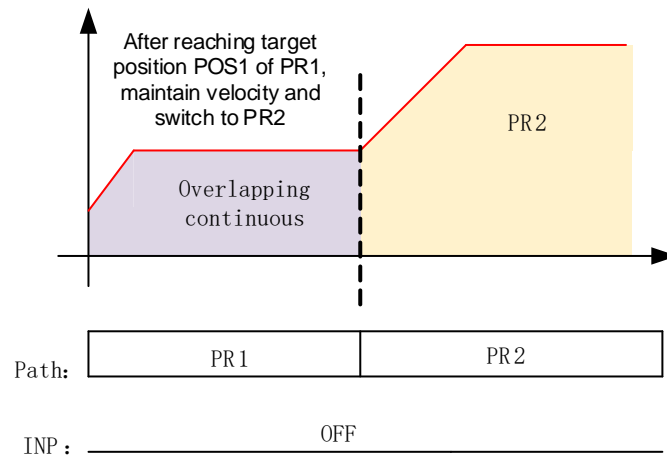 After reaching target
position POS1 of PR1,
maintain velocity and
switch to PR2
PR2
Overlapping
continuous
Path: PR1 PR2
INP: OFF